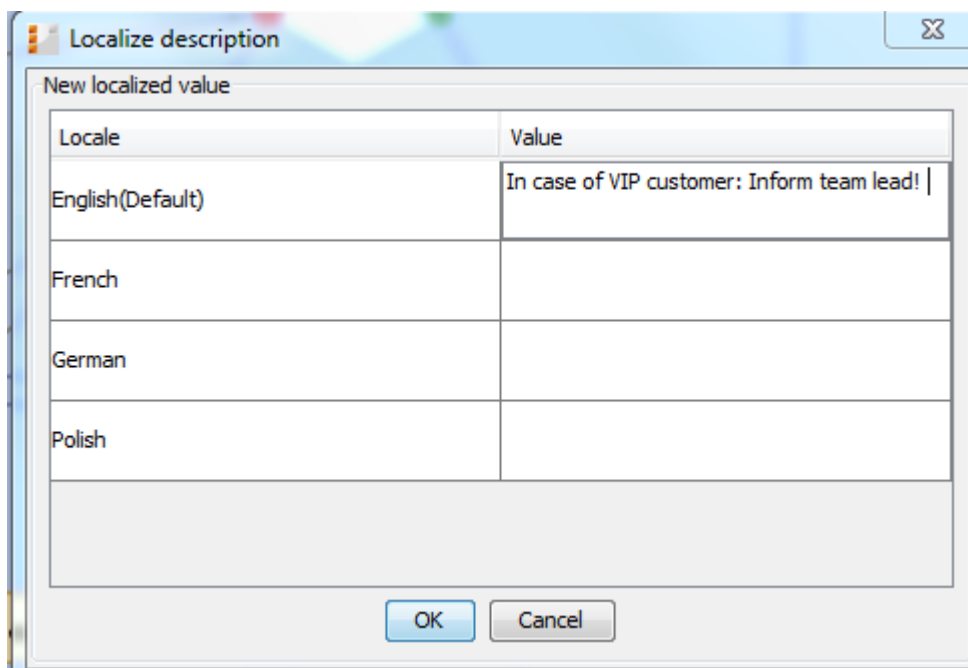 Localize description
New localized value
Locale Value
English(Default) In case of VIP customer: Inform team lead!
French
German
Polish
OK Cancel